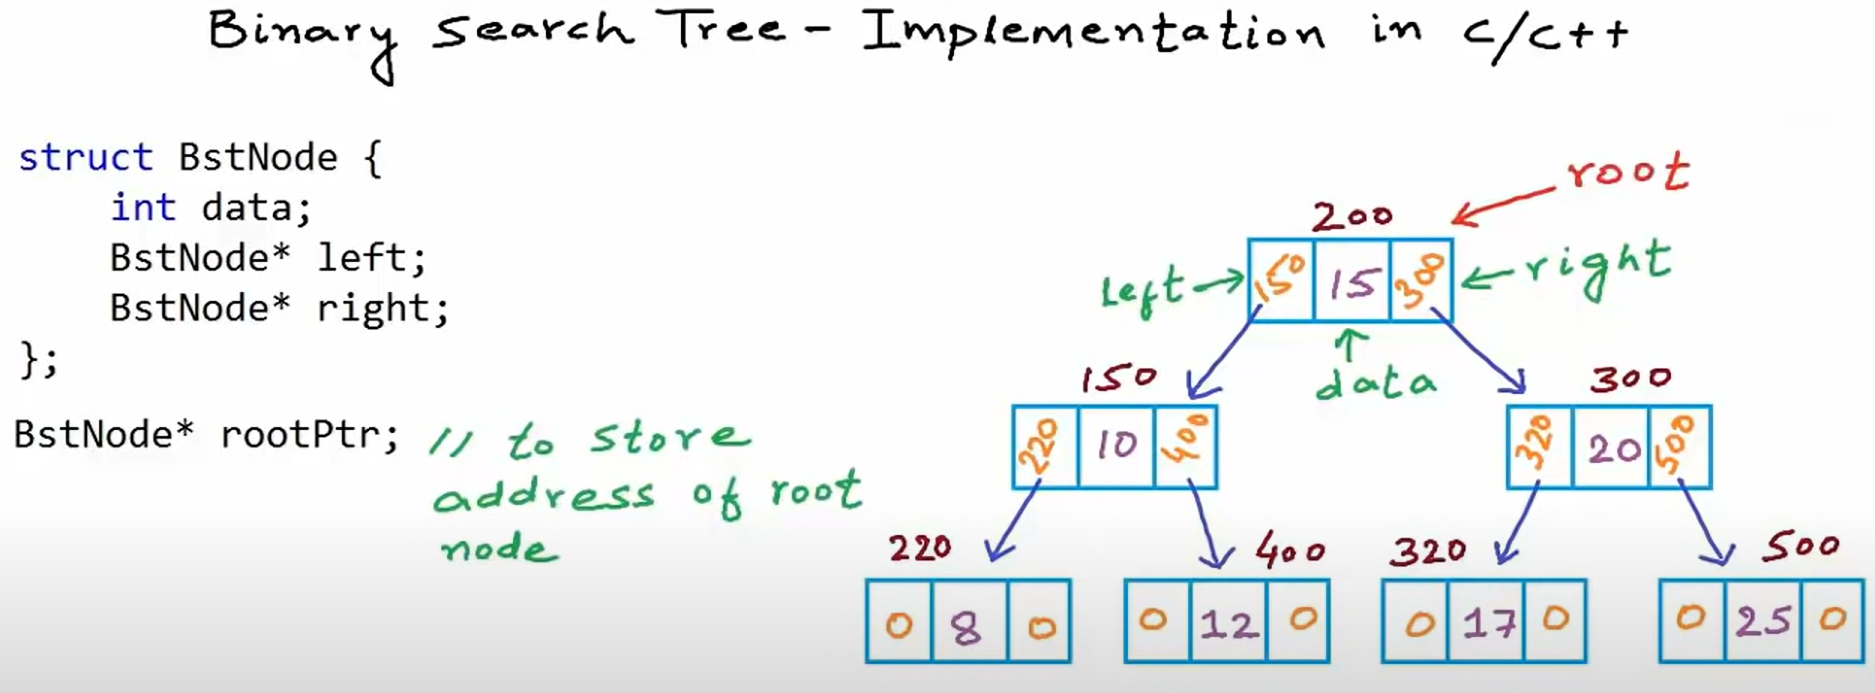 Binary Search Tree - Implementation in C/C++
struct BstNode {
int data;
BstNode* left;
BstNode* right;
};
BstNode* rootPtr; // to store
address of root
node
root
200
left
150 15 300
right
data
150
300
220 10 400
320 20 500
220
400
320
500
0 8 0
0 12 0
0 17 0
0 25 0